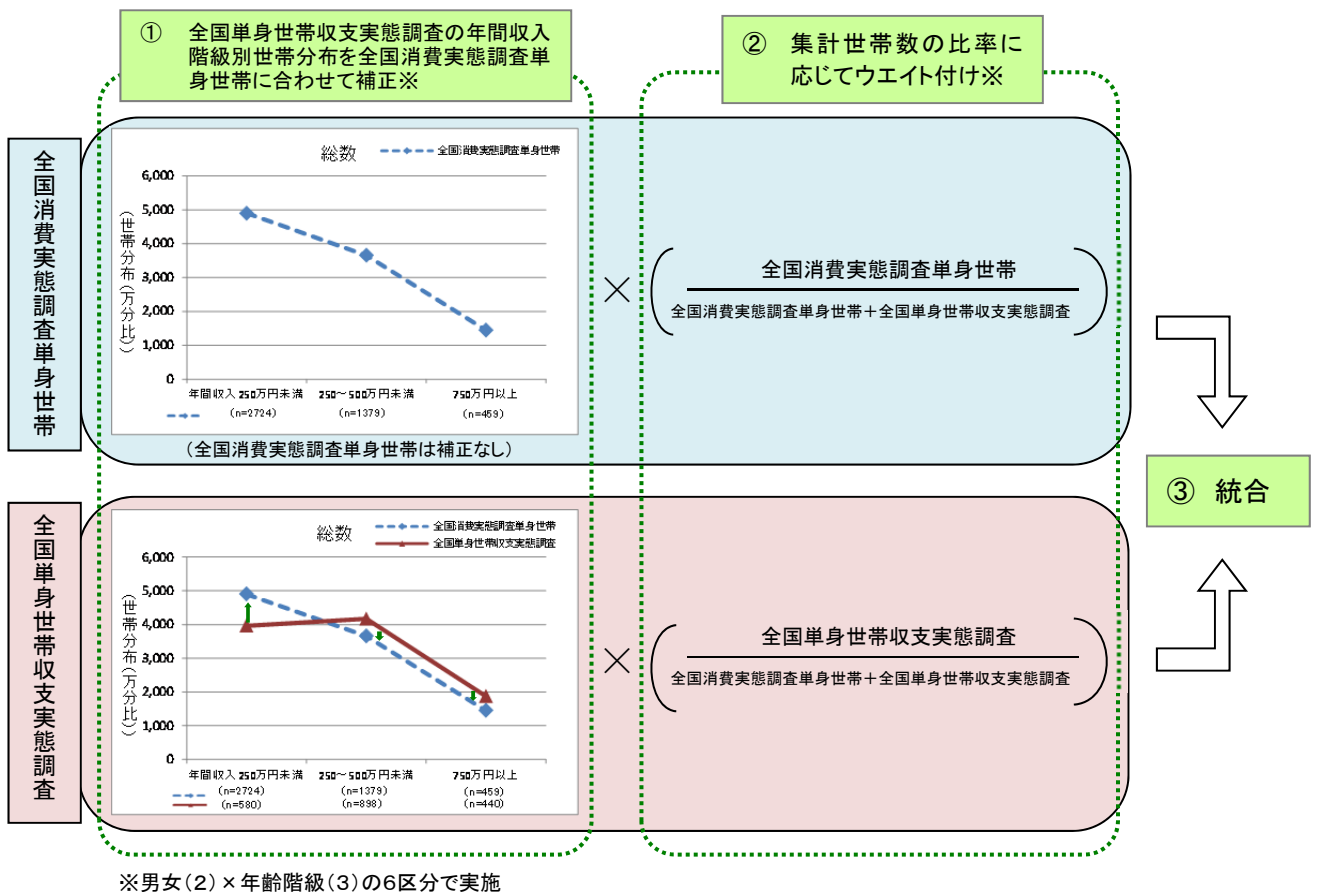 ① 全国単身世帯収支実態調査の年間収入
階級別世帯分布を全国消費実態調査単
身世帯に合わせて補正※
② 集計世帯数の比率に
応じてウエイト付け※
全国消費実態調査単身世帯
総数
全国消費実態調査単身世帯
6,000
5,000
4,000
3,000
2,000
1,000
0
(世帯分布(万分比))
年間収入250万円未満 250～500万円未満 750万円以上
(n=2724) (n=1379) (n=459)
(全国消費実態調査単身世帯は補正なし)
×
全国消費実態調査単身世帯
全国消費実態調査単身世帯＋全国単身世帯収支実態調査
③ 統合
全国単身世帯収支実態調査
総数
全国消費実態調査単身世帯
全国単身世帯収支実態調査
6,000
5,000
4,000
3,000
2,000
1,000
0
(世帯分布(万分比))
年間収入250万円未満 250～500万円未満 750万円以上
(n=2724) (n=1379) (n=459)
(n=580) (n=898) (n=440)
×
全国単身世帯収支実態調査
全国消費実態調査単身世帯＋全国単身世帯収支実態調査
※男女(2)×年齢階級(3)の6区分で実施